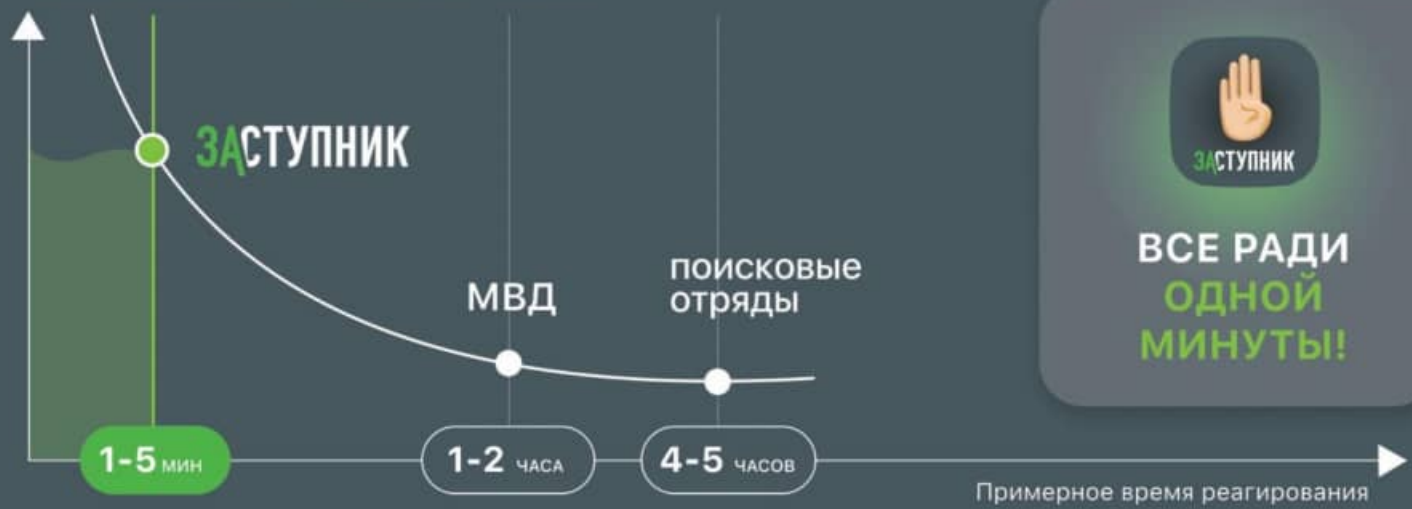 ЗАСТУПНИК
МВД
поисковые
отряды
1-5 мин
1-2 ЧАСА
4-5 ЧАСОВ
Примерное время реагирования
ЗАСТУПНИК
ВСЕ РАДИ
ОДНОЙ
МИНУТЫ!